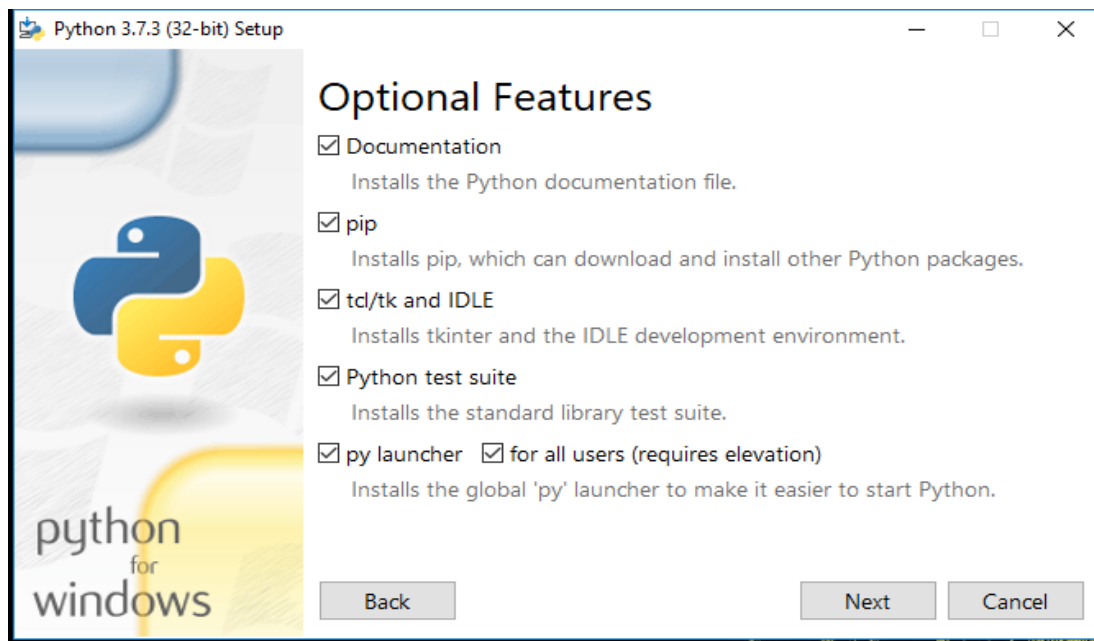 Python 3.7.3 (32-bit) Setup
Optional Features
Documentation
Installs the Python documentation file.
pip
Installs pip, which can download and install other Python packages.
tcl/tk and IDLE
Installs tkinter and the IDLE development environment.
Python test suite
Installs the standard library test suite.
py launcher for all users (requires elevation)
Installs the global 'py' launcher to make it easier to start Python.
python
for
windows
Back Next Cancel